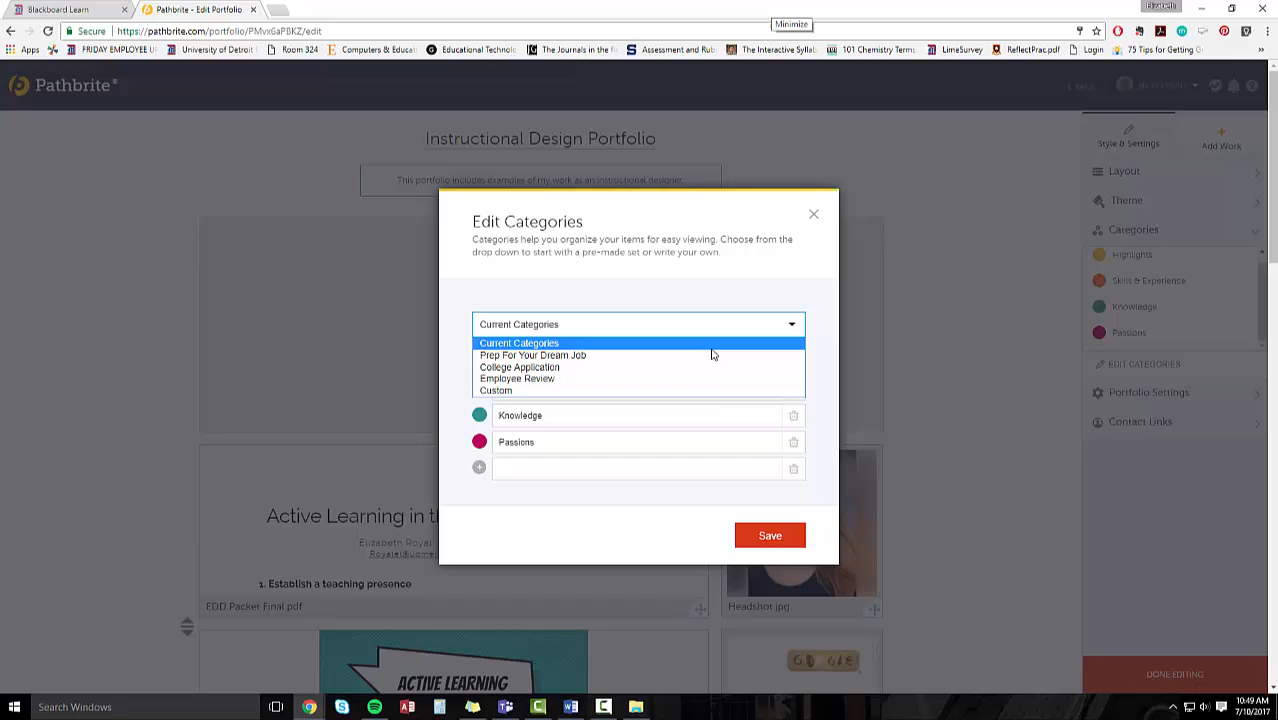 Blackboard Learn
Pathbrite - Edit Portfolio
Minimize
Secure
https://pathbrite.com/portfolio/PMvxGaPBKZ/edit
Apps
FRIDAY EMPLOYEE U
University of Detroit
Room 324
Computers & Educati
Educational Technolo
The Journals in the fi
Assessment and Rub
The Interactive Syllab
101 Chemistry Terms
LimeSurvey
ReflectPrac.pdf
Login
75 Tips for Getting G
Pathbrite®
BACK
Instructional Design Portfolio
This portfolio includes examples of my work as an instructional designer.
Style & Settings
Add Work
Layout
Theme
Categories
Highlights
Skills & Experience
Knowledge
Passions
EDIT CATEGORIES
Portfolio Settings
Contact Links
Edit Categories
Categories help you organize your items for easy viewing. Choose from the
drop down to start with a pre-made set or write your own.
Current Categories
Current Categories
Prep For Your Dream Job
College Application
Employee Review
Custom
Knowledge
Passions
Save
Active Learning in th
Elizabeth Royal
1. Establish a teaching presence
EDD Packet Final.pdf
Headshot.jpg
ACTIVE LEARNING
DONE EDITING
Search Windows
10:49 AM
7/10/2017